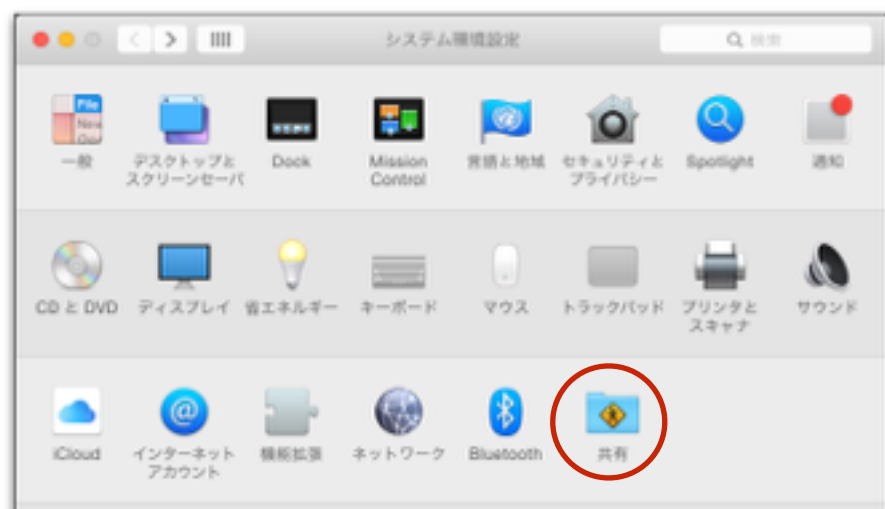 システム環境設定
検索
File
New
一般
デスクトップと
スクリーンセーバ
Dock
Mission
Control
言語と地域
セキュリティと
プライバシー
Spotlight
通知
CD と DVD
ディスプレイ
省エネルギー
キーボード
マウス
トラックパッド
プリンタと
スキャナ
サウンド
iCloud
インターネット
アカウント
機能拡張
ネットワーク
Bluetooth
共有